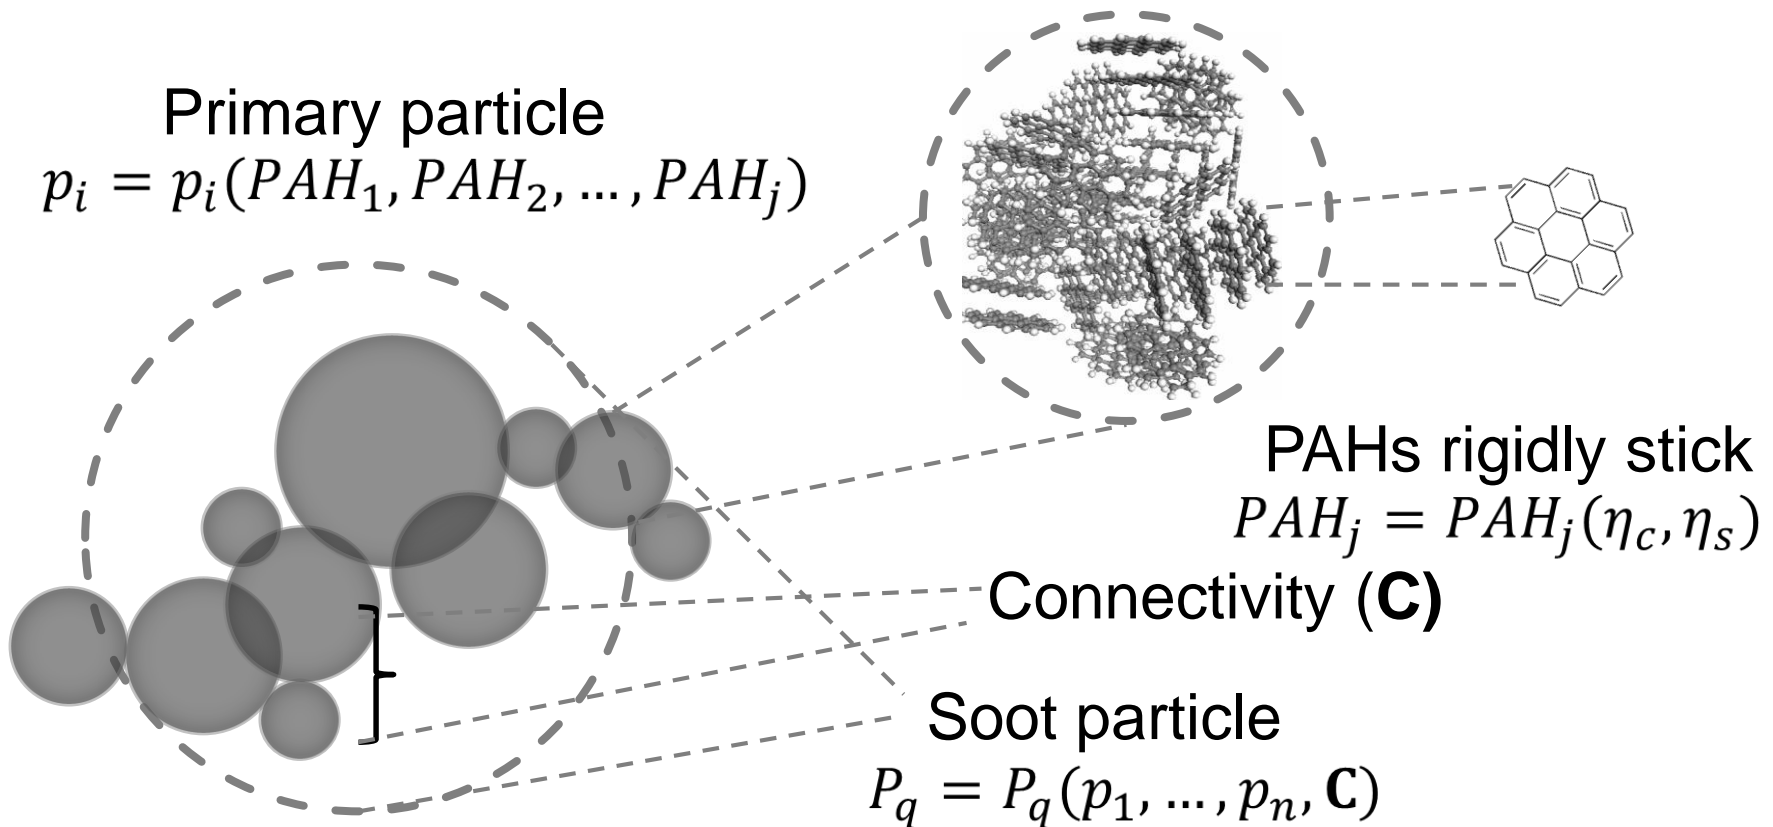 Primary particle
p_i = p_i(PAH_1, PAH_2, … , PAH_j)
PAHs rigidly stick
PAH_j = PAH_j(η_c, η_s)
Connectivity (C)
Soot particle
P_q = P_q(p_1, … , p_n, C)